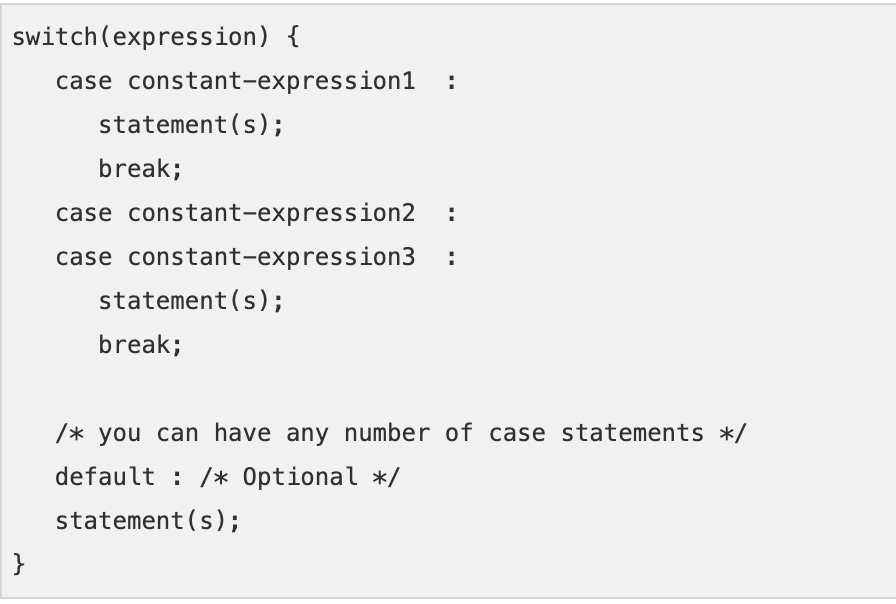 switch(expression) {
   case constant-expression1  :
      statement(s);
      break;
   case constant-expression2  :
   case constant-expression3  :
      statement(s);
      break;

   /* you can have any number of case statements */
   default : /* Optional */
   statement(s);
}